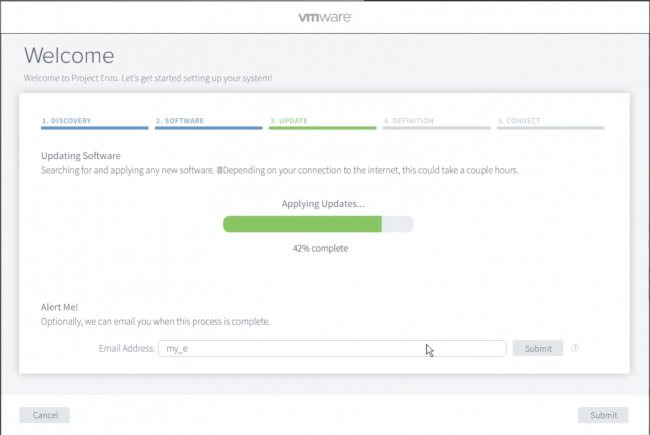 vmware
Welcome
Welcome to Project Enzo. Let's get started setting up your system!
1. DISCOVERY 2. SOFTWARE 3. UPDATE 4. DEFINITION 5. CONNECT
Updating Software
Searching for and applying any new software. Depending on your connection to the internet, this could take a couple hours.
Applying Updates...
42% complete
Alert Me!
Optionally, we can email you when this process is complete.
Email Address: my_e Submit ?
Cancel Submit